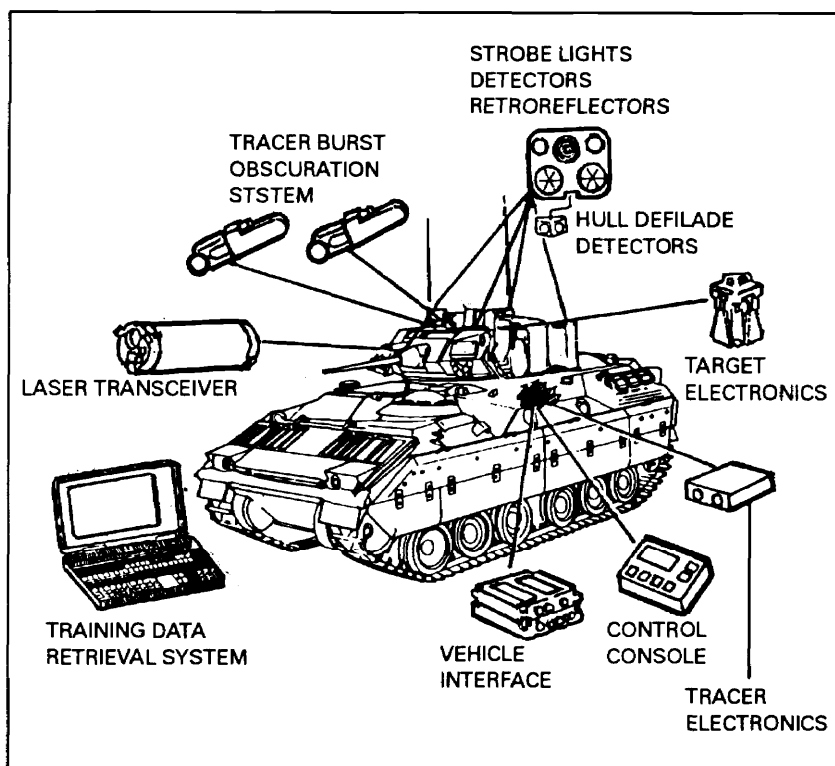 STROBE LIGHTS
DETECTORS
RETROREFLECTORS
TRACER BURST
OBSCURATION
STSTEM
HULL DEFILADE
DETECTORS
TARGET
ELECTRONICS
LASER TRANSCEIVER
TRAINING DATA
RETRIEVAL SYSTEM
VEHICLE
INTERFACE
CONTROL
CONSOLE
TRACER
ELECTRONICS